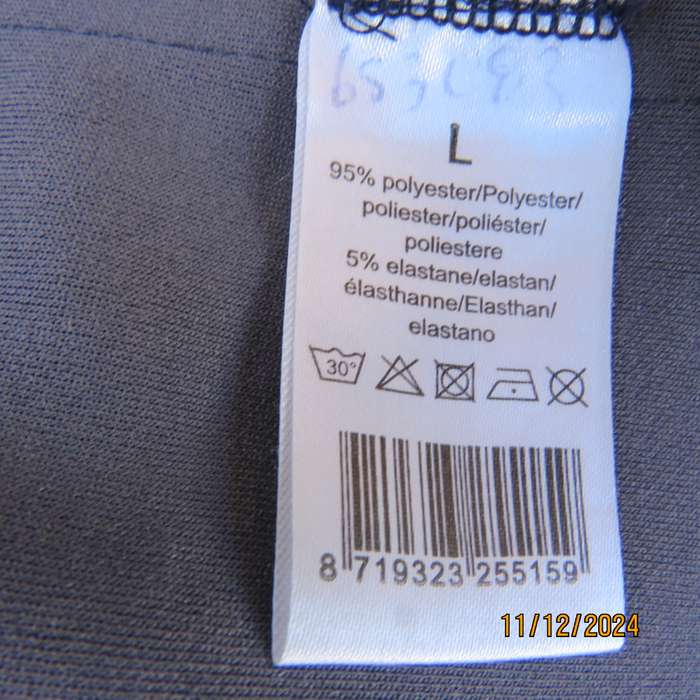 L
95% polyester/Polyester/
poliester/poliéster/
poliestere
5% elastane/elastan/
élasthanne/Elasthan/
elastano
30°
8 719323 255159
11/12/2024